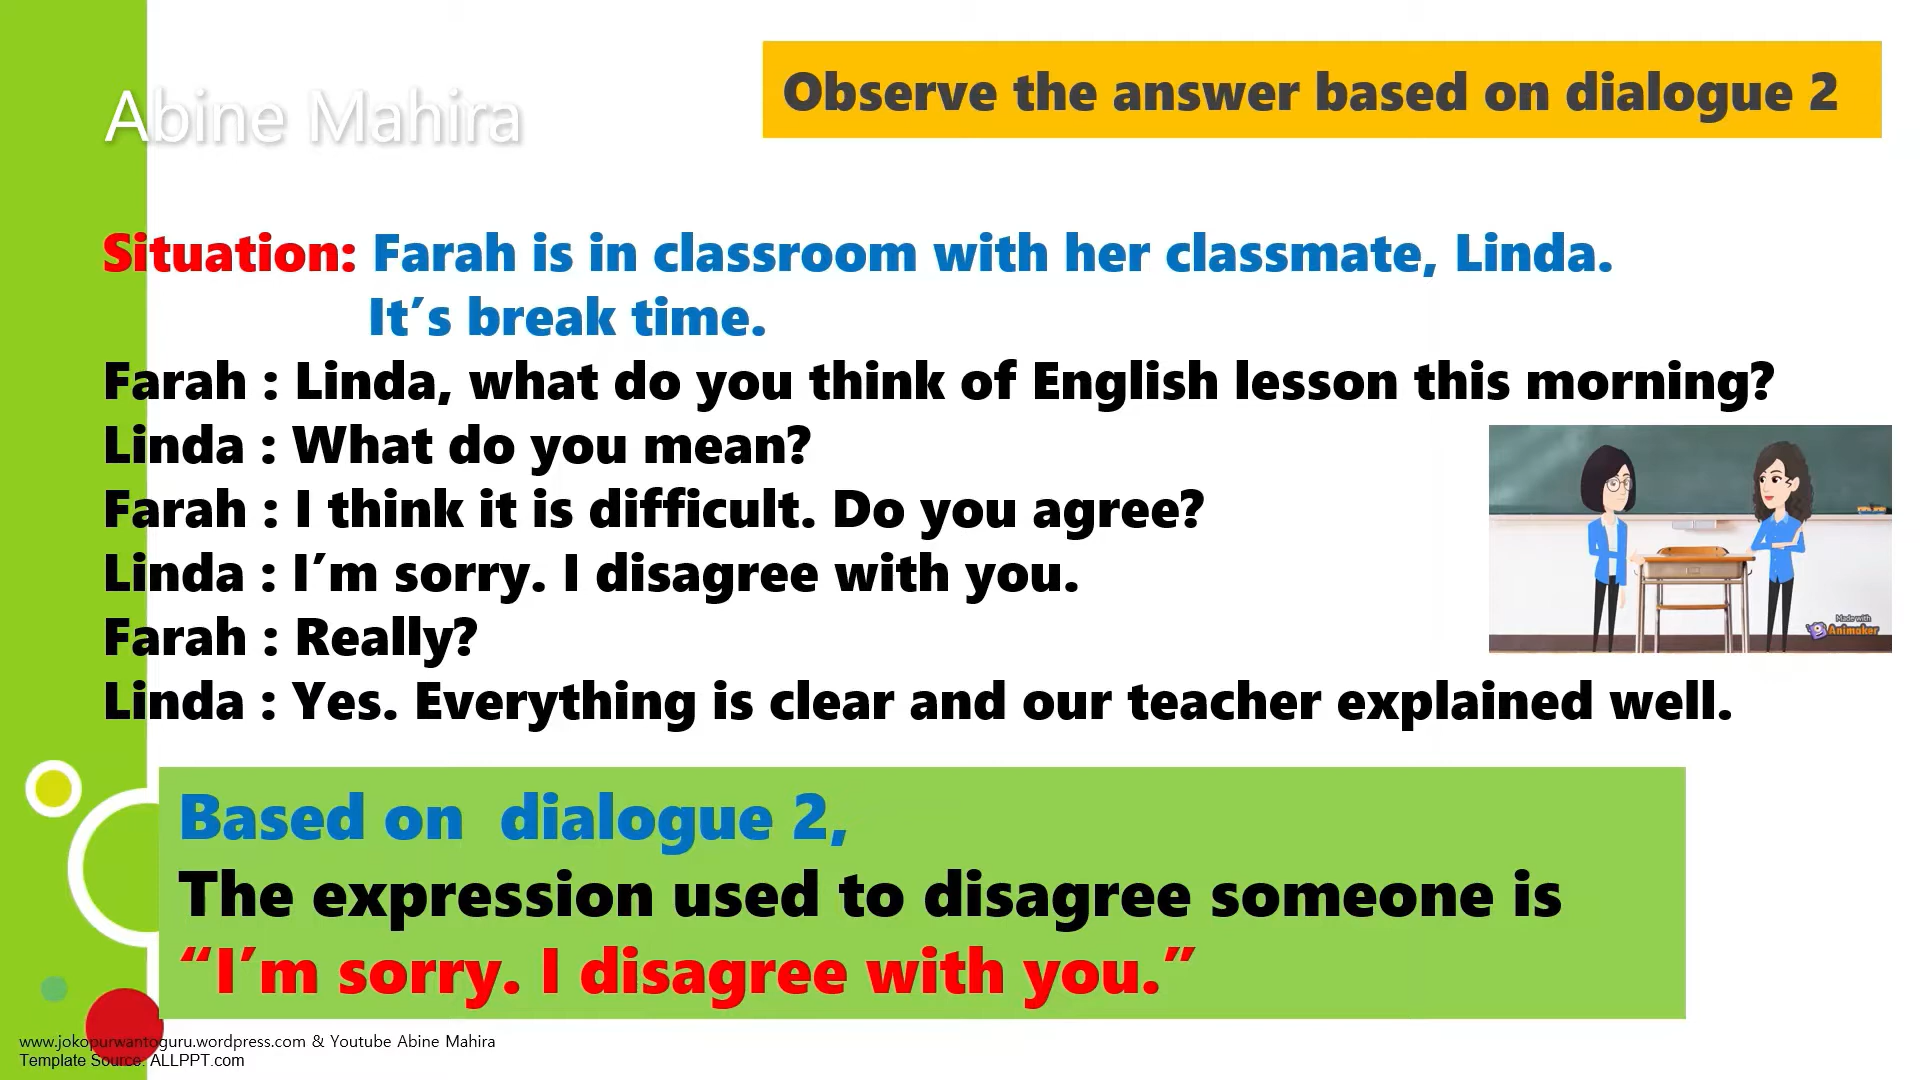 Abine Mahira
Observe the answer based on dialogue 2
Situation: Farah is in classroom with her classmate, Linda.
It’s break time.
Farah : Linda, what do you think of English lesson this morning?
Linda : What do you mean?
Farah : I think it is difficult. Do you agree?
Linda : I’m sorry. I disagree with you.
Farah : Really?
Linda : Yes. Everything is clear and our teacher explained well.
Made with
Animaker
Based on  dialogue 2,
The expression used to disagree someone is
“I’m sorry. I disagree with you.”
www.jokopurwantoguru.wordpress.com & Youtube Abine Mahira
Template Source: ALLPPT.com